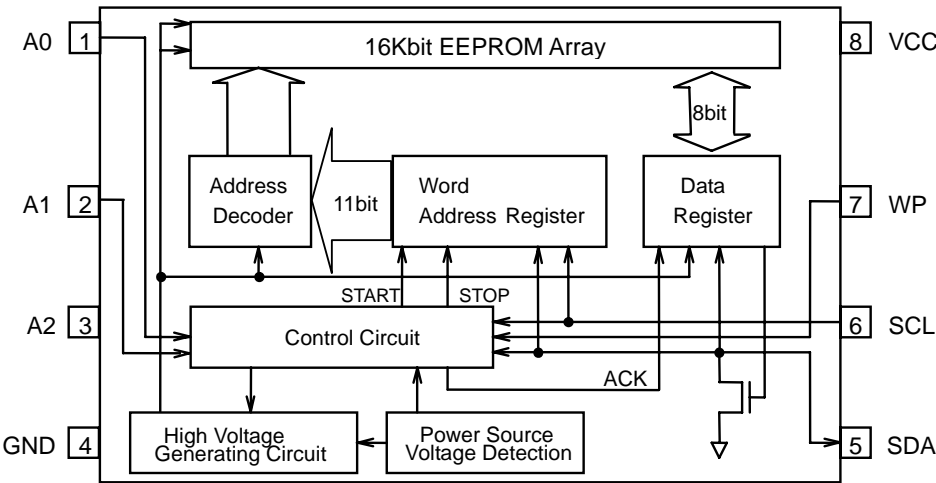 A0 1
16Kbit EEPROM Array
8 VCC
8bit
A1 2
Address
Decoder
11bit
Word
Address Register
Data
Register
7 WP
START
STOP
A2 3
Control Circuit
6 SCL
ACK
GND 4
High Voltage
Generating Circuit
Power Source
Voltage Detection
5 SDA